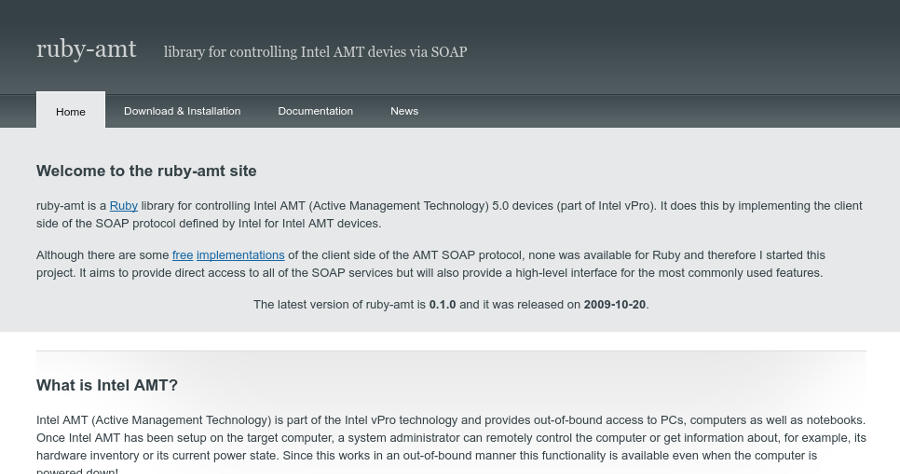 ruby-amt library for controlling Intel AMT devies via SOAP
Home Download & Installation Documentation News
Welcome to the ruby-amt site
ruby-amt is a Ruby library for controlling Intel AMT (Active Management Technology) 5.0 devices (part of Intel vPro). It does this by implementing the client
side of the SOAP protocol defined by Intel for Intel AMT devices.
Although there are some free implementations of the client side of the AMT SOAP protocol, none was available for Ruby and therefore I started this
project. It aims to provide direct access to all of the SOAP services but will also provide a high-level interface for the most commonly used features.
The latest version of ruby-amt is 0.1.0 and it was released on 2009-10-20.
What is Intel AMT?
Intel AMT (Active Management Technology) is part of the Intel vPro technology and provides out-of-bound access to PCs, computers as well as notebooks.
Once Intel AMT has been setup on the target computer, a system administrator can remotely control the computer or get information about, for example, its
hardware inventory or its current power state. Since this works in an out-of-bound manner this functionality is available even when the computer is
powered down!